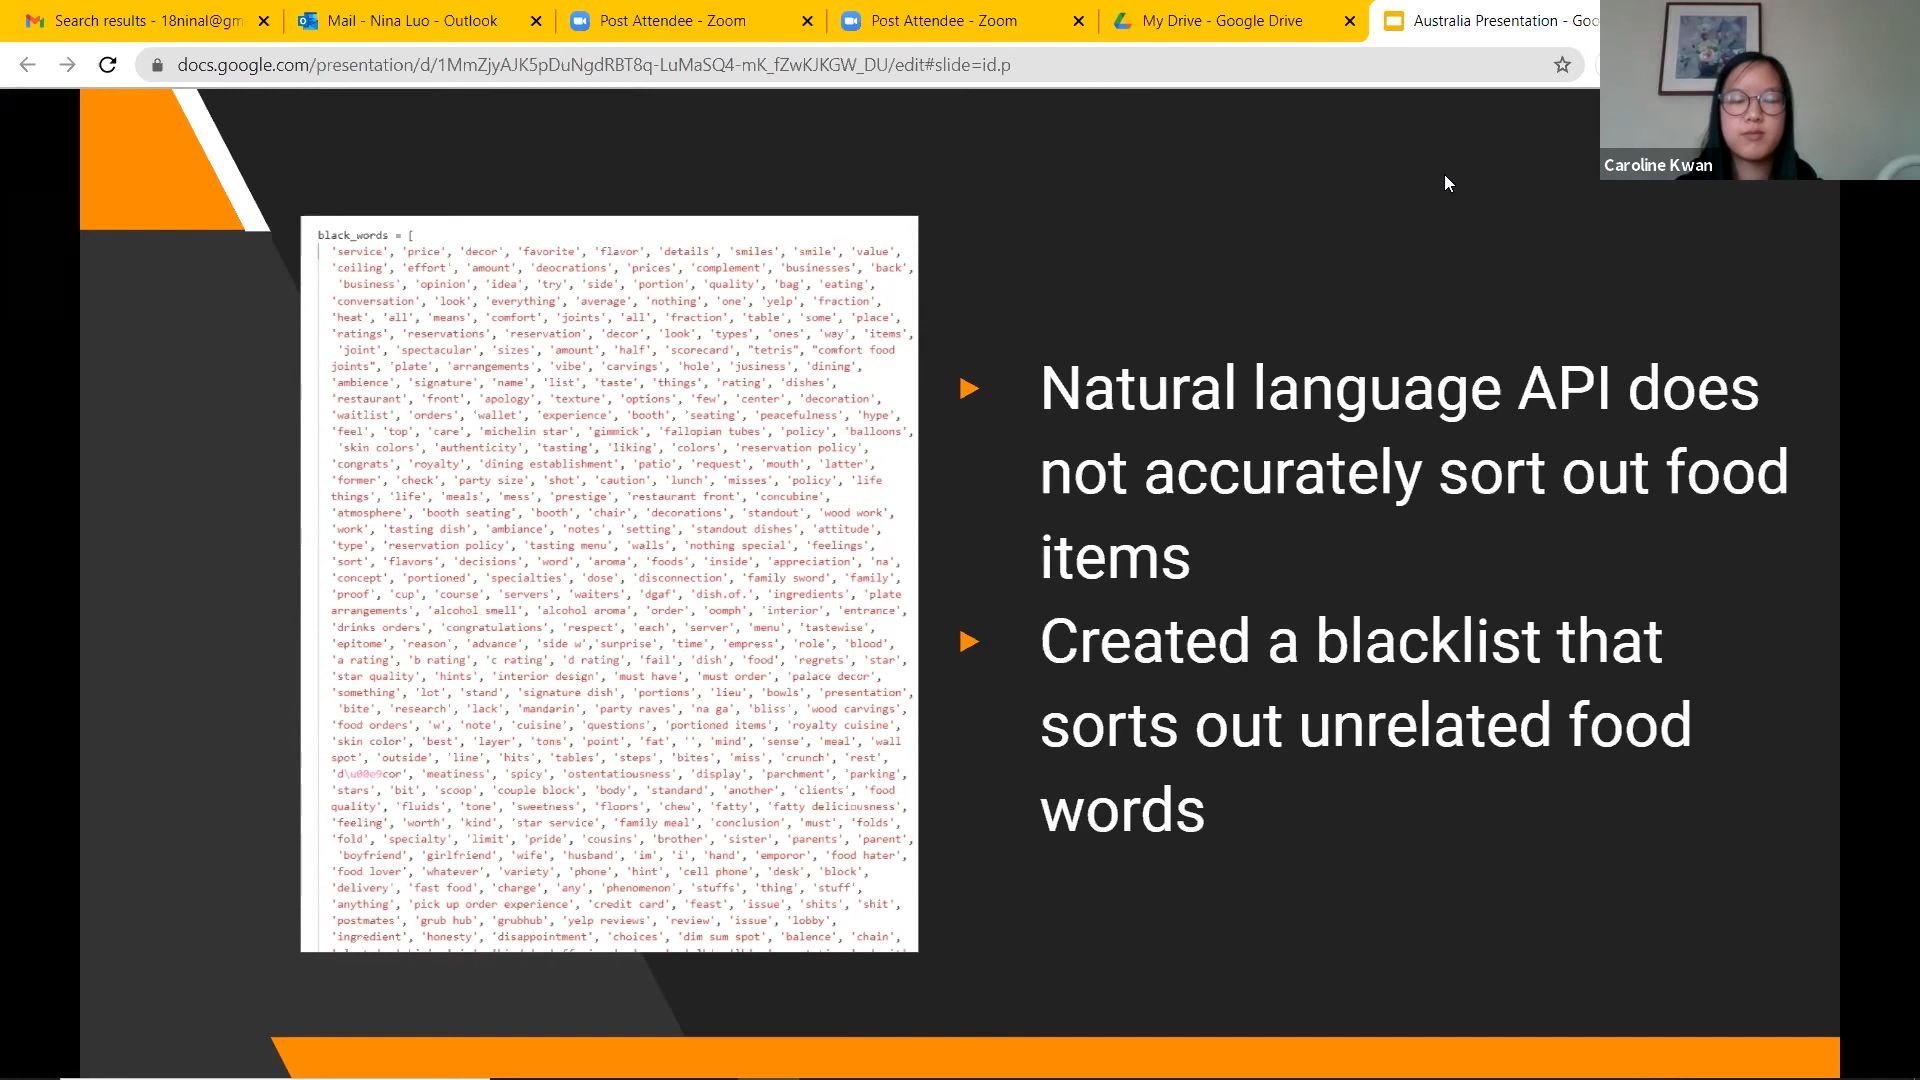 Search results - 18ninal@gm
Mail - Nina Luo - Outlook
Post Attendee - Zoom
Post Attendee - Zoom
My Drive - Google Drive
Australia Presentation - Goo
docs.google.com/presentation/d/1MmZjyAJK5pDuNgdRBT8q-LuMaSQ4-mK_fZwKJKGW_DU/edit#slide=id.p
Caroline Kwan
black_words = [
'service', 'price', 'decor', 'favorite', 'flavor', 'details', 'smiles', 'smile', 'value',
'ceiling', 'effort', 'amount', 'deocrations', 'prices', 'complement', 'businesses', 'back',
'business', 'opinion', 'idea', 'try', 'side', 'portion', 'quality', 'bag', 'eating',
'conversation', 'look', 'everything', 'average', 'nothing', 'one', 'yelp', 'fraction',
'heat', 'all', 'means', 'comfort', 'joints', 'all', 'fraction', 'table', 'some', 'place',
'ratings', 'reservations', 'reservation', 'decor', 'look', 'types', 'ones', 'way', 'items',
'joint', 'spectacular', 'sizes', 'amount', 'half', 'scorecard', "tetris", "comfort food
joints", 'plate', 'arrangements', 'vibe', 'carvings', 'hole', 'jusiness', 'dining',
'ambience', 'signature', 'name', 'list', 'taste', 'things', 'rating', 'dishes',
'restaurant', 'front', 'apology', 'texture', 'options', 'few', 'center', 'decoration',
'waitlist', 'orders', 'wallet', 'experience', 'booth', 'seating', 'peacefulness', 'hype',
'feel', 'top', 'care', 'michelin star', 'gimmick', 'fallopian tubes', 'policy', 'balloons',
'skin colors', 'authenticity', 'tasting', 'liking', 'colors', 'reservation policy',
'congrats', 'royalty', 'dining establishment', 'patio', 'request', 'mouth', 'latter',
'former', 'check', 'party size', 'shot', 'caution', 'lunch', 'misses', 'policy', 'life
things', 'life', 'meals', 'mess', 'prestige', 'restaurant front', 'concubine',
'atmosphere', 'booth seating', 'booth', 'chair', 'decorations', 'standout', 'wood work',
'work', 'tasting dish', 'ambiance', 'notes', 'setting', 'standout dishes', 'attitude',
'type', 'reservation policy', 'tasting menu', 'walls', 'nothing special', 'feelings',
'sort', 'flavors', 'decisions', 'word', 'aroma', 'foods', 'inside', 'appreciation', 'na',
'concept', 'portioned', 'specialties', 'dose', 'disconnection', 'family sword', 'family',
'proof', 'cup', 'course', 'servers', 'waiters', 'dgaf', 'dish.of.', 'ingredients', 'plate
arrangements', 'alcohol smell', 'alcohol aroma', 'order', 'oomph', 'interior', 'entrance',
'drinks orders', 'congratulations', 'respect', 'each', 'server', 'menu', 'tastewise',
'epitome', 'reason', 'advance', 'side w','surprise', 'time', 'empress', 'role', 'blood',
'a rating', 'b rating', 'c rating', 'd rating', 'fail', 'dish', 'food', 'regrets', 'star',
'star quality', 'hints', 'interior design', 'must have', 'must order', 'palace decor',
'something', 'lot', 'stand', 'signature dish', 'portions', 'lieu', 'bowls', 'presentation',
'bite', 'research', 'lack', 'mandarin', 'party raves', 'na ga', 'bliss', 'wood carvings',
'food orders', 'w', 'note', 'cuisine', 'questions', 'portioned items', 'royalty cuisine',
'skin color', 'best', 'layer', 'tons', 'point', 'fat', '', 'mind', 'sense', 'meal', 'wall
spot', 'outside', 'line', 'hits', 'tables', 'steps', 'bites', 'miss', 'crunch', 'rest',
'd\u00e9cor', 'meatiness', 'spicy', 'ostentatiousness', 'display', 'parchment', 'parking',
'stars', 'bit', 'scoop', 'couple block', 'body', 'standard', 'another', 'clients', 'food
quality', 'fluids', 'tone', 'sweetness', 'floors', 'chew', 'fatty', 'fatty deliciousness',
'feeling', 'worth', 'kind', 'star service', 'family meal', 'conclusion', 'must', 'folds',
'fold', 'specialty', 'limit', 'pride', 'cousins', 'brother', 'sister', 'parents', 'parent',
'boyfriend', 'girlfriend', 'wife', 'husband', 'im', 'i', 'hand', 'emporor', 'food hater',
'food lover', 'whatever', 'variety', 'phone', 'hint', 'cell phone', 'desk', 'block',
'delivery', 'fast food', 'charge', 'any', 'phenomenon', 'stuffs', 'thing', 'stuff',
'anything', 'pick up order experience', 'credit card', 'feast', 'issue', 'shits', 'shit',
'postmates', 'grub hub', 'grubhub', 'yelp reviews', 'review', 'issue', 'lobby',
'ingredient', 'honesty', 'disappointment', 'choices', 'dim sum spot', 'balence', 'chain',
Natural language API does
not accurately sort out food
items
Created a blacklist that
sorts out unrelated food
words